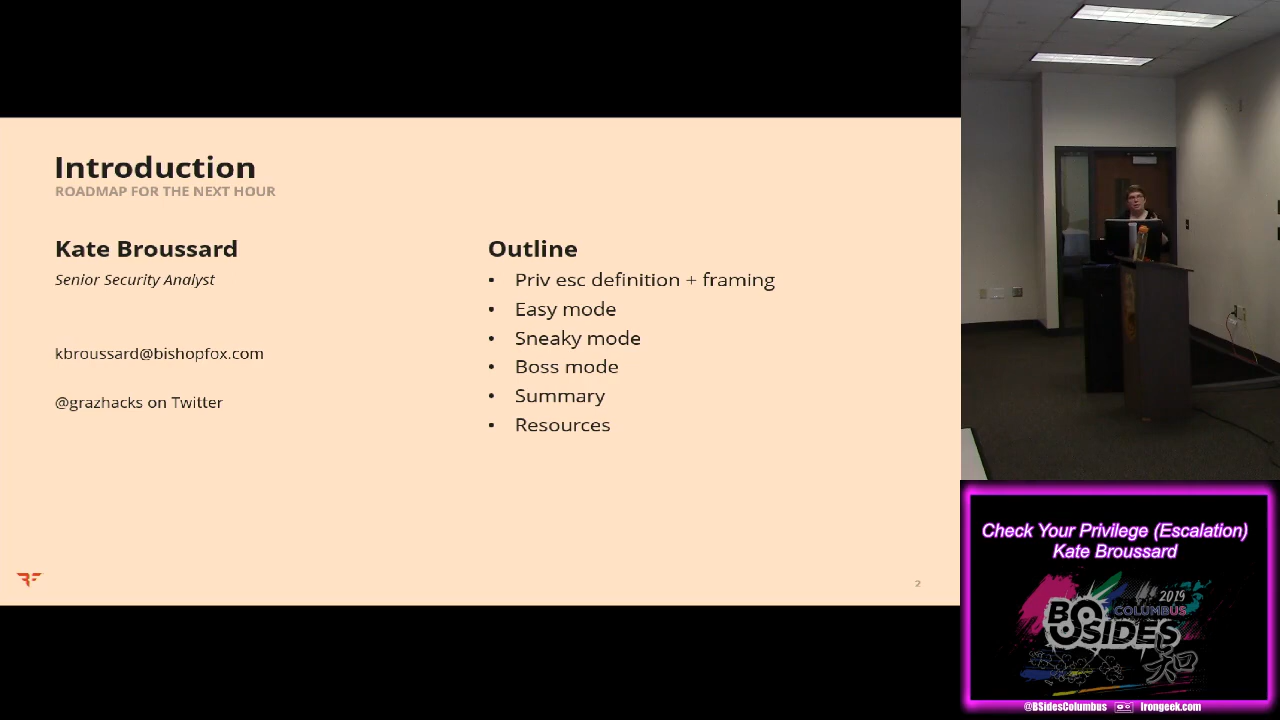 Introduction
ROADMAP FOR THE NEXT HOUR
Kate Broussard
Senior Security Analyst
kbroussard@bishopfox.com
@grazhacks on Twitter
Outline
• Priv esc definition + framing
• Easy mode
• Sneaky mode
• Boss mode
• Summary
• Resources
2
Check Your Privilege (Escalation)
Kate Broussard
2019
COLUMBUS
BSIDES
知
@BSidesColumbus irongeek.com